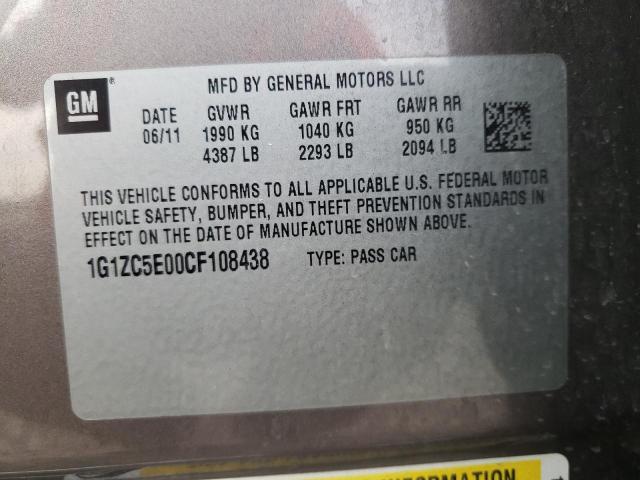 GM
MFD BY GENERAL MOTORS LLC
DATE GVWR GAWR FRT GAWR RR
06/11 1990 KG 1040 KG 950 KG
4387 LB 2293 LB 2094 LB
THIS VEHICLE CONFORMS TO ALL APPLICABLE U.S. FEDERAL MOTOR
VEHICLE SAFETY, BUMPER, AND THEFT PREVENTION STANDARDS IN
EFFECT ON THE DATE OF MANUFACTURE SHOWN ABOVE.
1G1ZC5E00CF108438 TYPE: PASS CAR
INFORMATION